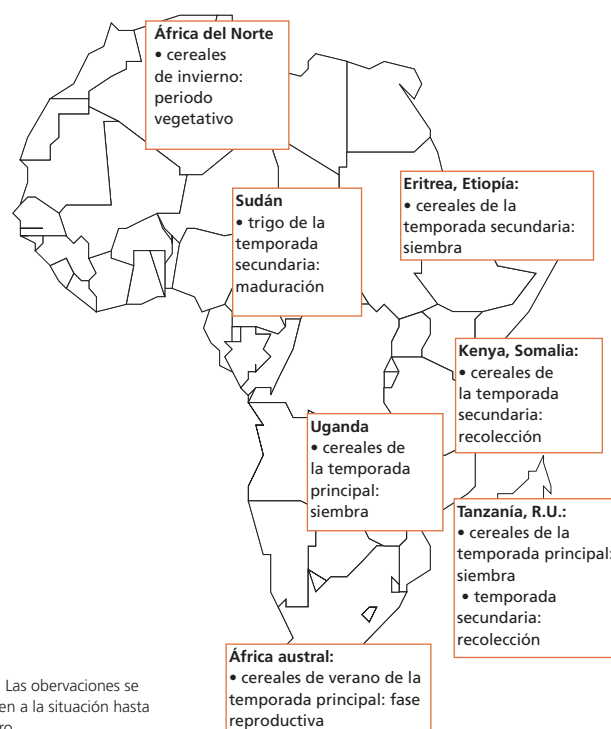 África del Norte
• cereales
de invierno:
periodo
vegetativo
Sudán
• trigo de la
temporada
secundaria:
maduración
Eritrea, Etiopía:
• cereales de la
temporada secundaria:
siembra
Kenya, Somalia:
• cereales de
la temporada
secundaria:
recolección
Uganda
• cereales de
la temporada
principal:
siembra
Tanzanía, R.U.:
• cereales de la
temporada principal:
siembra
• temporada
secundaria:
recolección
África austral:
• cereales de verano de la
temporada principal: fase
reproductiva
Las obervaciones se
en a la situación hasta
ro